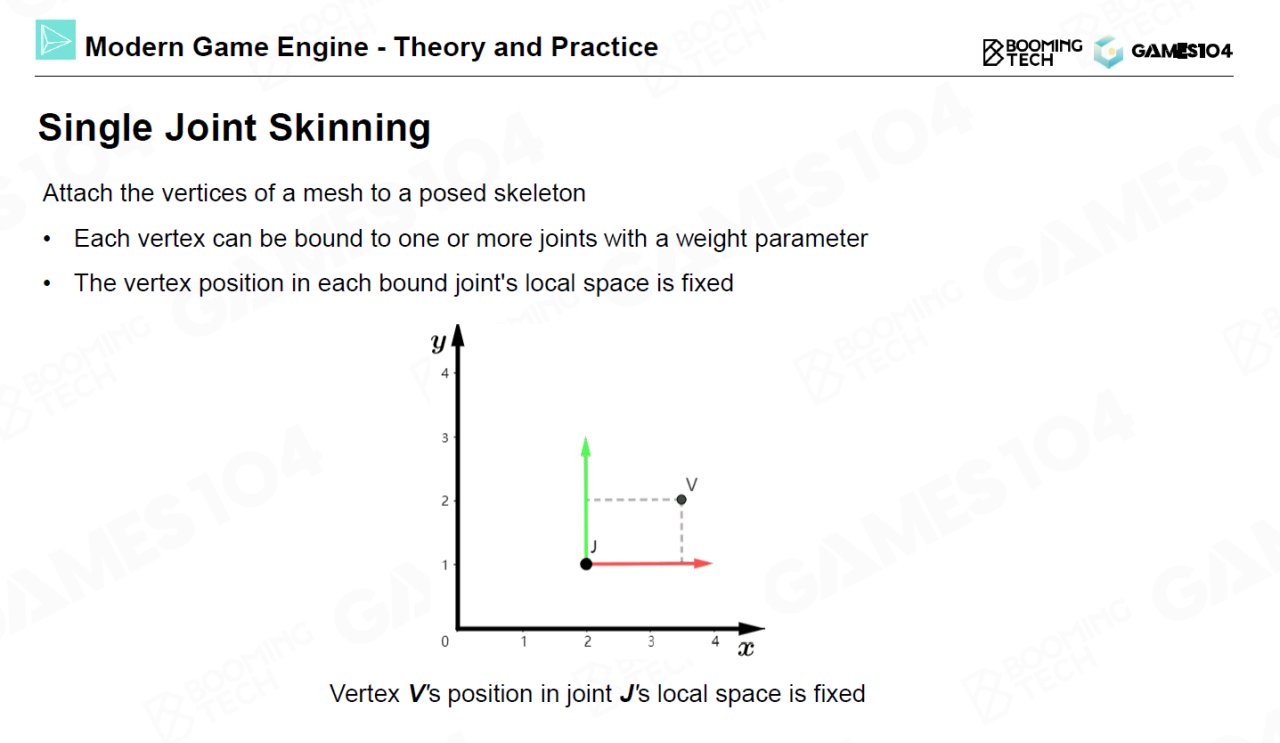 Modern Game Engine - Theory and Practice
BOOMING
TECH
GAMES104
Single Joint Skinning
Attach the vertices of a mesh to a posed skeleton
• Each vertex can be bound to one or more joints with a weight parameter
• The vertex position in each bound joint's local space is fixed
y
4
3
2
V
J
1
0
1
2
3
4
x
Vertex V's position in joint J's local space is fixed